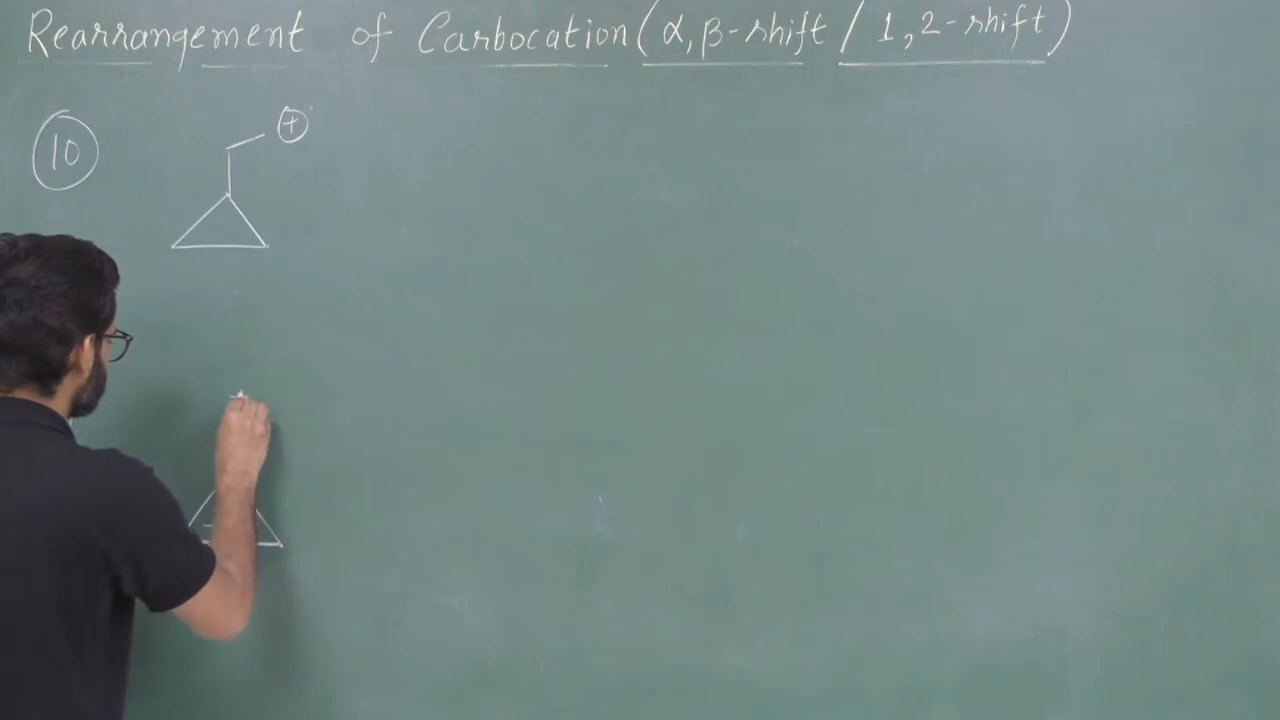 Rearrangement of Carbocation (α,β-shift / 1,2-shift)
10
+